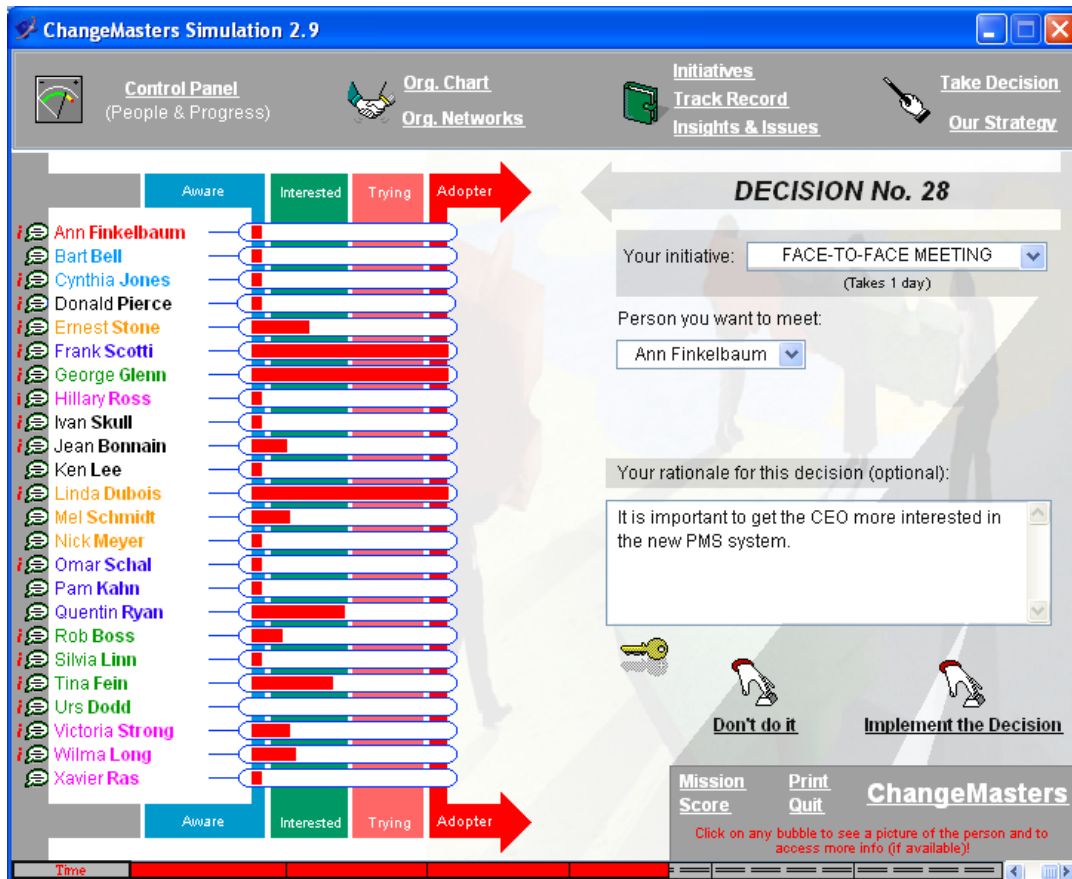 ChangeMasters Simulation 2.9
Control Panel
(People & Progress)
Org. Chart
Org. Networks
Initiatives
Track Record
Insights & Issues
Take Decision
Our Strategy
Aware Interested Trying Adopter
i Ann Finkelbaum
Bart Bell
i Cynthia Jones
i Donald Pierce
i Ernest Stone
i Frank Scotti
i George Glenn
i Hillary Ross
i Ivan Skull
i Jean Bonnain
Ken Lee
i Linda Dubois
Mel Schmidt
Nick Meyer
i Omar Schal
Pam Kahn
Quentin Ryan
i Rob Boss
i Silvia Linn
i Tina Fein
i Urs Dodd
i Victoria Strong
i Wilma Long
Xavier Ras
Aware Interested Trying Adopter
Time
DECISION No. 28
Your initiative: FACE-TO-FACE MEETING
(Takes 1 day)
Person you want to meet:
Ann Finkelbaum
Your rationale for this decision (optional):
It is important to get the CEO more interested in
the new PMS system.
Don't do it
Implement the Decision
Mission Print
Score Quit
ChangeMasters
Click on any bubble to see a picture of the person and to
access more info (if available)!